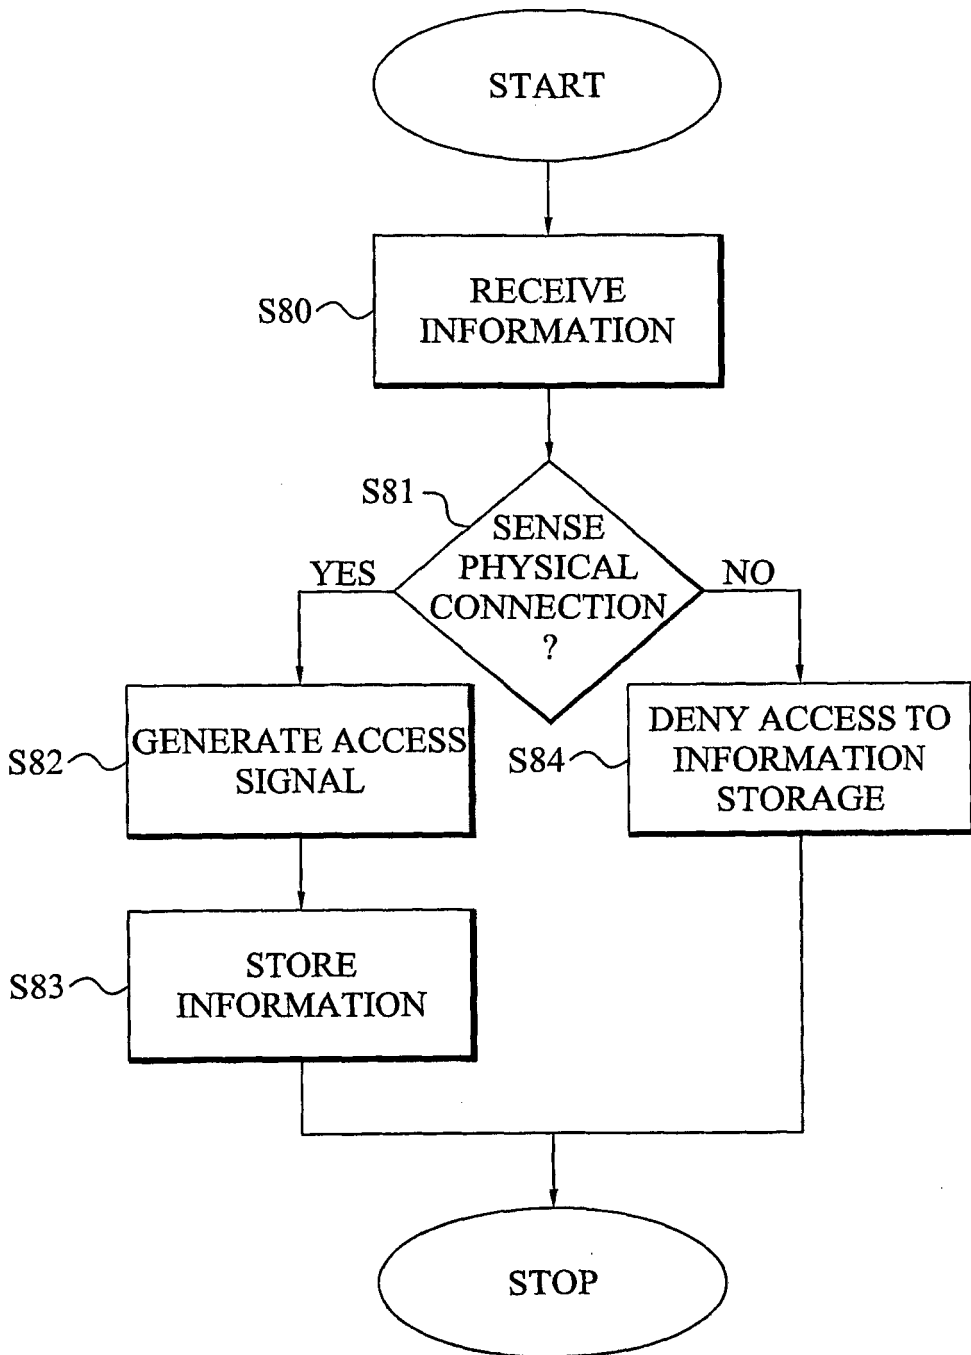 START
S80
RECEIVE
INFORMATION
S81
SENSE
PHYSICAL
CONNECTION
?
YES
NO
S82
GENERATE ACCESS
SIGNAL
S84
DENY ACCESS TO
INFORMATION
STORAGE
S83
STORE
INFORMATION
STOP